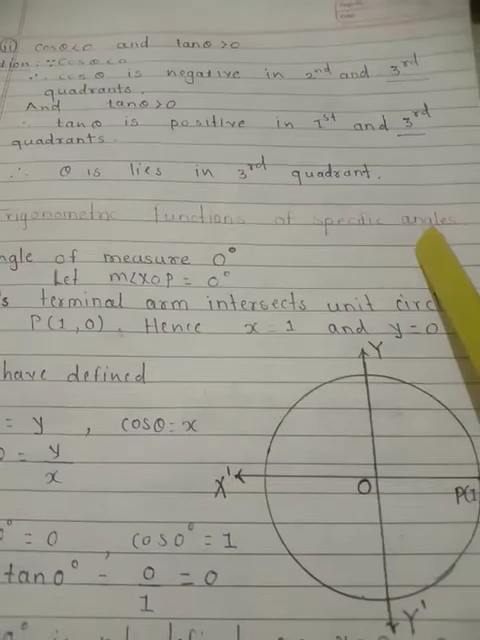 (ii) cosθ<0 and tanθ>0
tion: ∵ cosθ<0
∴ cosθ is negative in 2nd and 3rd
quadrants.
And tanθ>0
∴ tanθ is positive in 1st and 3rd
quadrants.
∴ θ is lies in 3rd quadrant.
Trigonometric functions of specific angles
ngle of measure 0°
Let m∠XOP = 0°
s terminal arm intersects unit circ
P(1,0). Hence x=1 and y=0
have defined
= y , cosθ=x
θ = y/x
Y
X'
O
P(1
0° = 0 , cos0° = 1
tan0° = 0/1 = 0
Y'